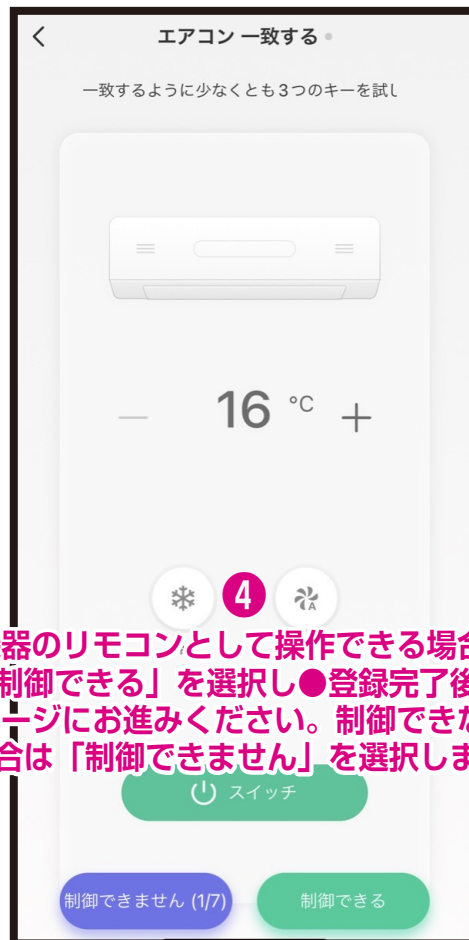 エアコン 一致する
一致するように少なくとも3つのキーを試し
16 °C
4
器のリモコンとして操作できる場合
制御できる」を選択し●登録完了後
ージにお進みください。制御できな
合は「制御できません」を選択しま
スイッチ
制御できません (1/7) 制御できる